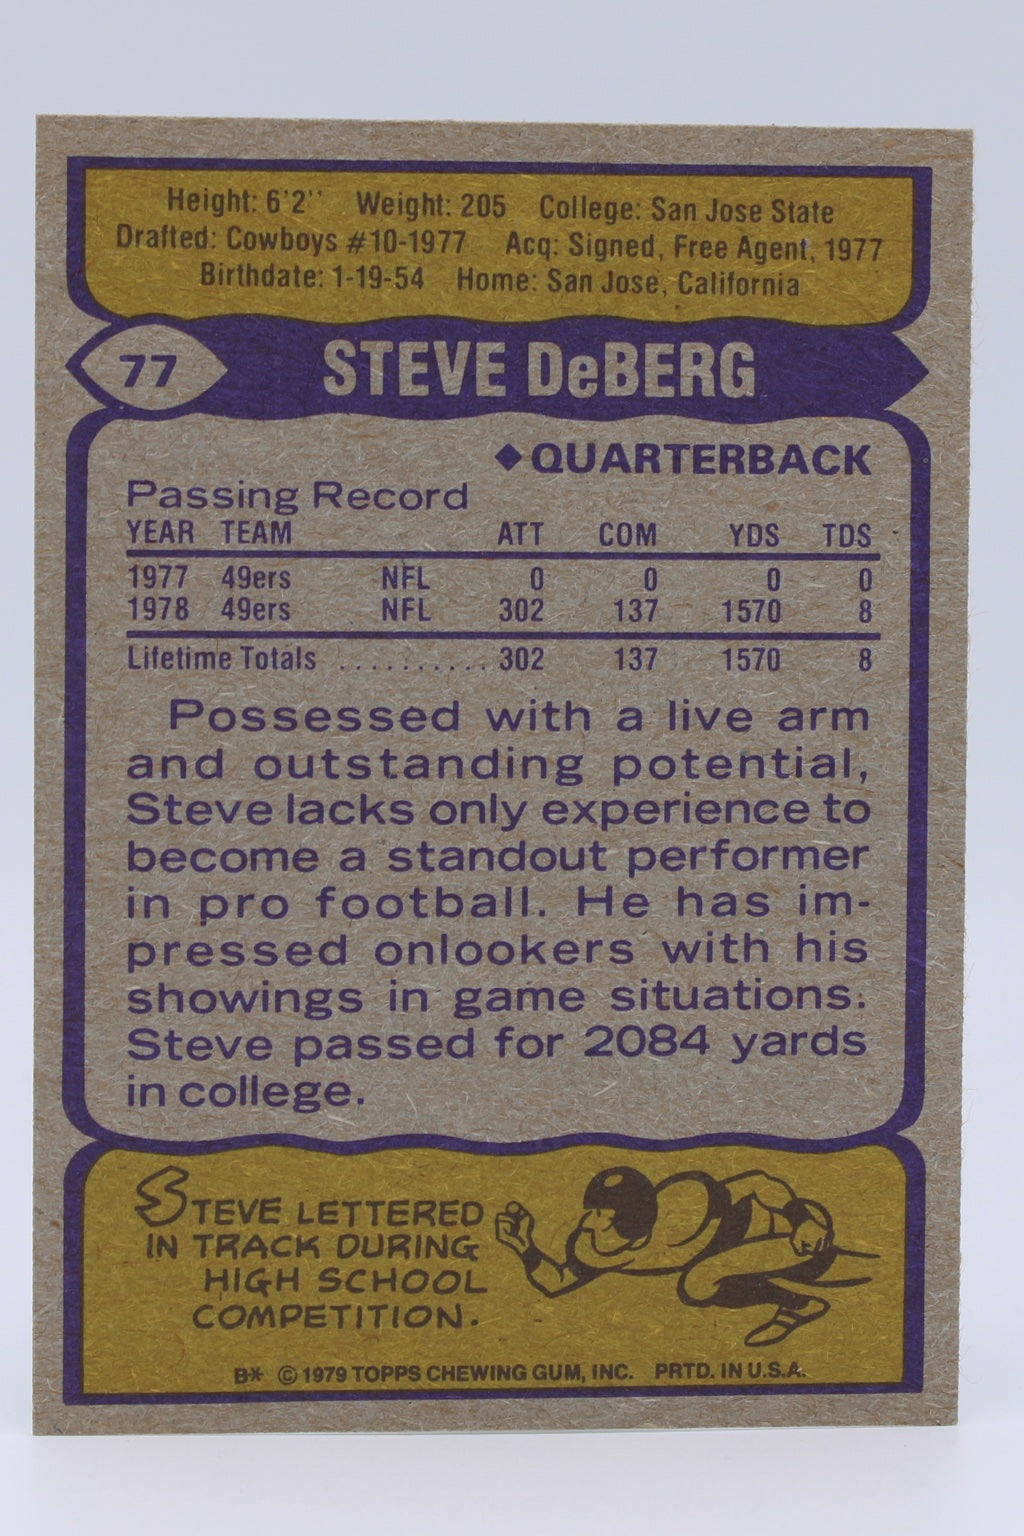 Height: 6'2'' Weight: 205 College: San Jose State
Drafted: Cowboys #10-1977 Acq: Signed, Free Agent, 1977
Birthdate: 1-19-54 Home: San Jose, California
77 STEVE DeBERG
◆QUARTERBACK
Passing Record
YEAR TEAM ATT COM YDS TDS
1977 49ers NFL 0 0 0 0
1978 49ers NFL 302 137 1570 8
Lifetime Totals .......... 302 137 1570 8
Possessed with a live arm
and outstanding potential,
Steve lacks only experience to
become a standout performer
in pro football. He has im-
pressed onlookers with his
showings in game situations.
Steve passed for 2084 yards
in college.
STEVE LETTERED
IN TRACK DURING
HIGH SCHOOL
COMPETITION.
B* © 1979 TOPPS CHEWING GUM, INC. PRTD. IN U.S.A.